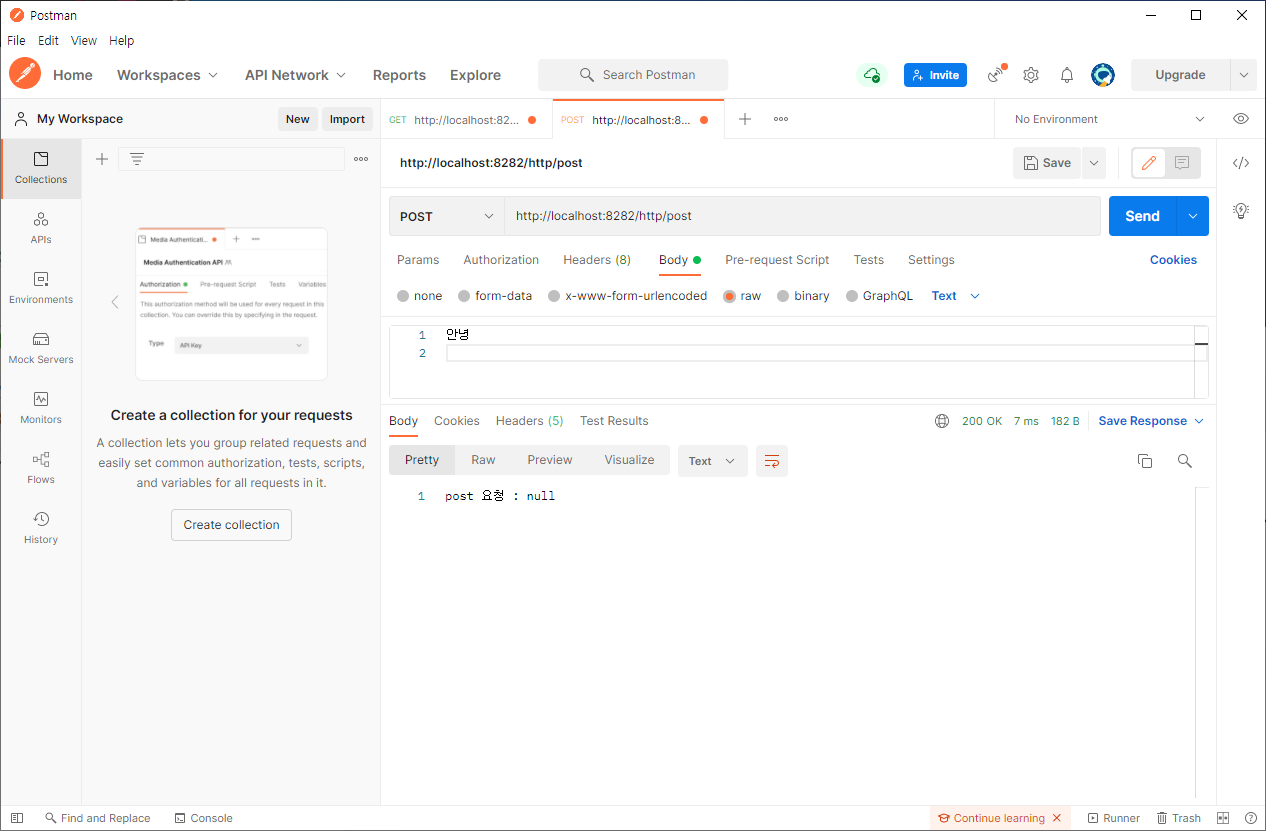 Postman
File Edit View Help
Home Workspaces API Network Reports Explore Search Postman Invite Upgrade
My Workspace New Import GET http://localhost:82... POST http://localhost:8... No Environment
Collections
APIs
Environments
Mock Servers
Monitors
Flows
History
Media Authenticati...
Media Authentication API
Authorization Pre-request Script Tests Variables
This authorization method will be used for every request in this
collection. You can override this by specifying in the request.
Type API Key
Create a collection for your requests
A collection lets you group related requests and
easily set common authorization, tests, scripts,
and variables for all requests in it.
Create collection
http://localhost:8282/http/post Save
POST http://localhost:8282/http/post Send
Params Authorization Headers (8) Body Pre-request Script Tests Settings Cookies
none form-data x-www-form-urlencoded raw binary GraphQL Text
1 안녕
2
Body Cookies Headers (5) Test Results 200 OK 7 ms 182 B Save Response
Pretty Raw Preview Visualize Text
1 post 요청 : null
Find and Replace Console Continue learning Runner Trash